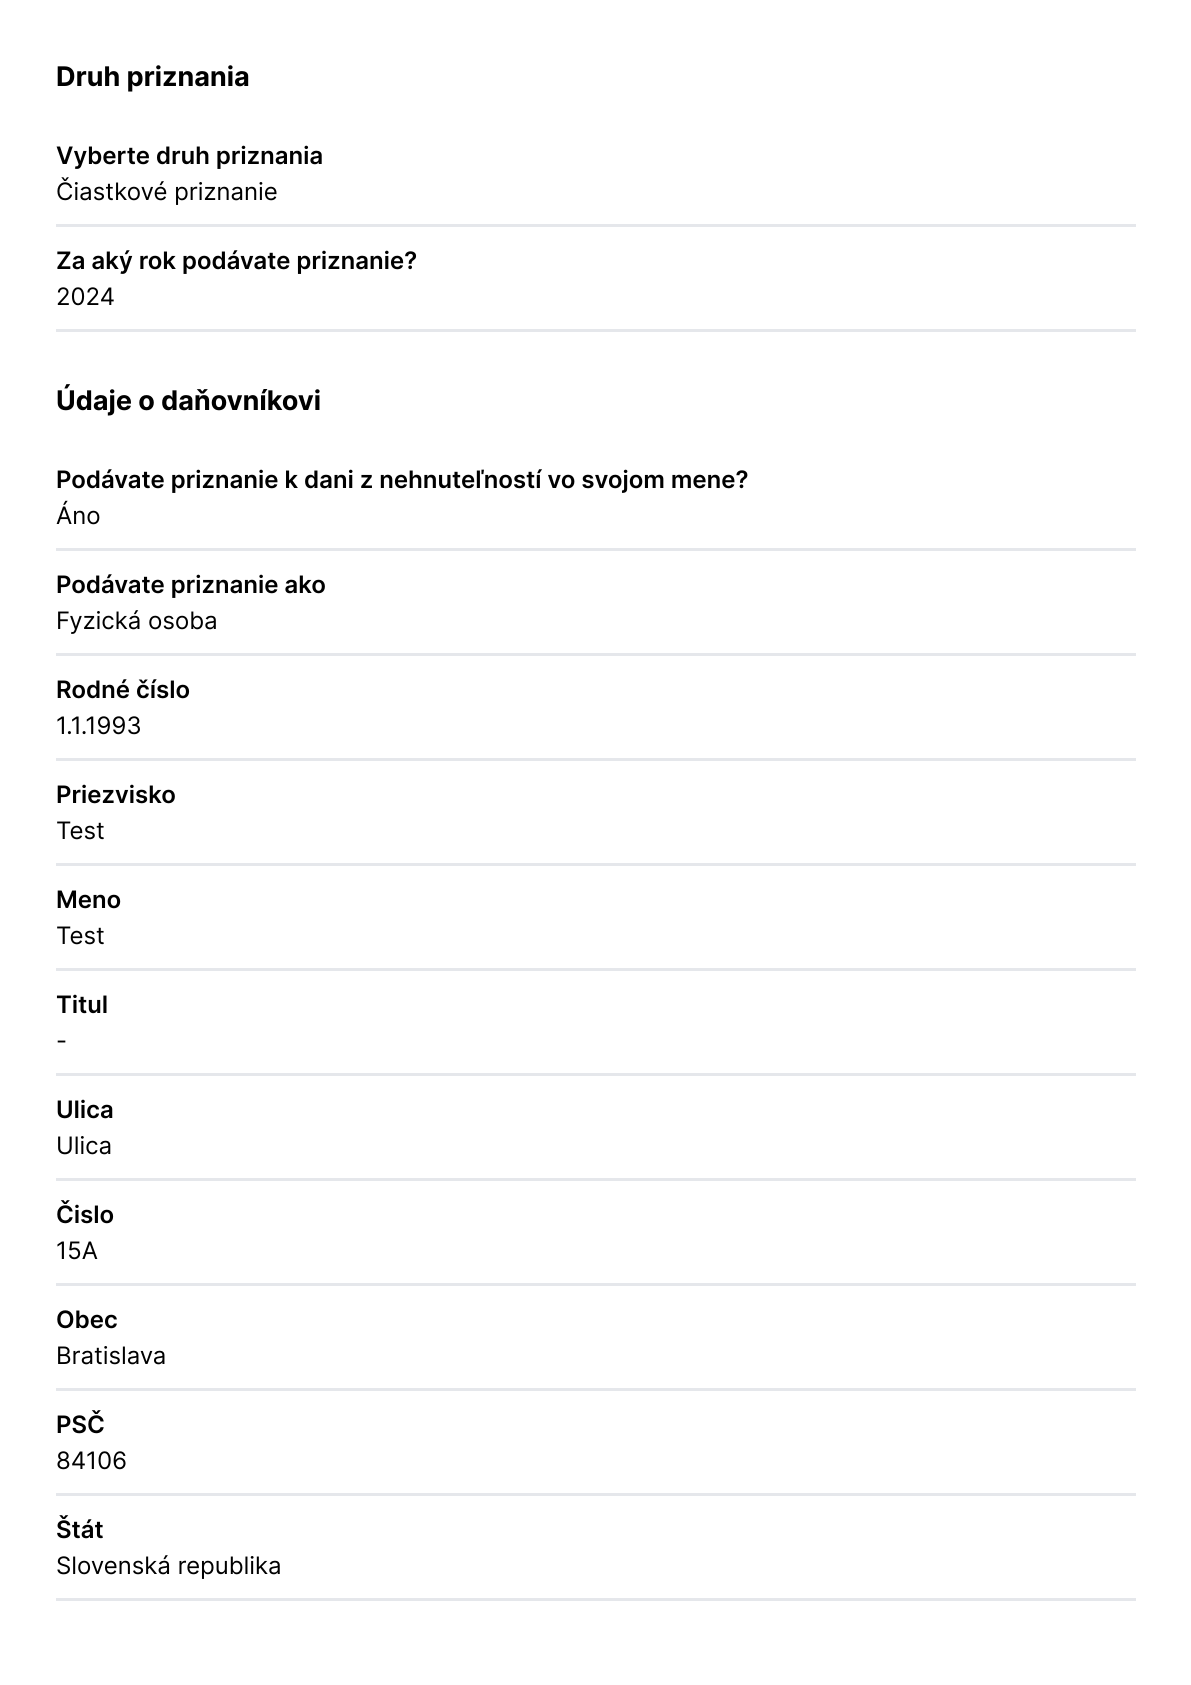 Druh priznania
Vyberte druh priznania
Čiastkové priznanie
Za aký rok podávate priznanie?
2024
Údaje o daňovníkovi
Podávate priznanie k dani z nehnuteľností vo svojom mene?
Áno
Podávate priznanie ako
Fyzická osoba
Rodné číslo
1.1.1993
Priezvisko
Test
Meno
Test
Titul
-
Ulica
Ulica
Čislo
15A
Obec
Bratislava
PSČ
84106
Štát
Slovenská republika